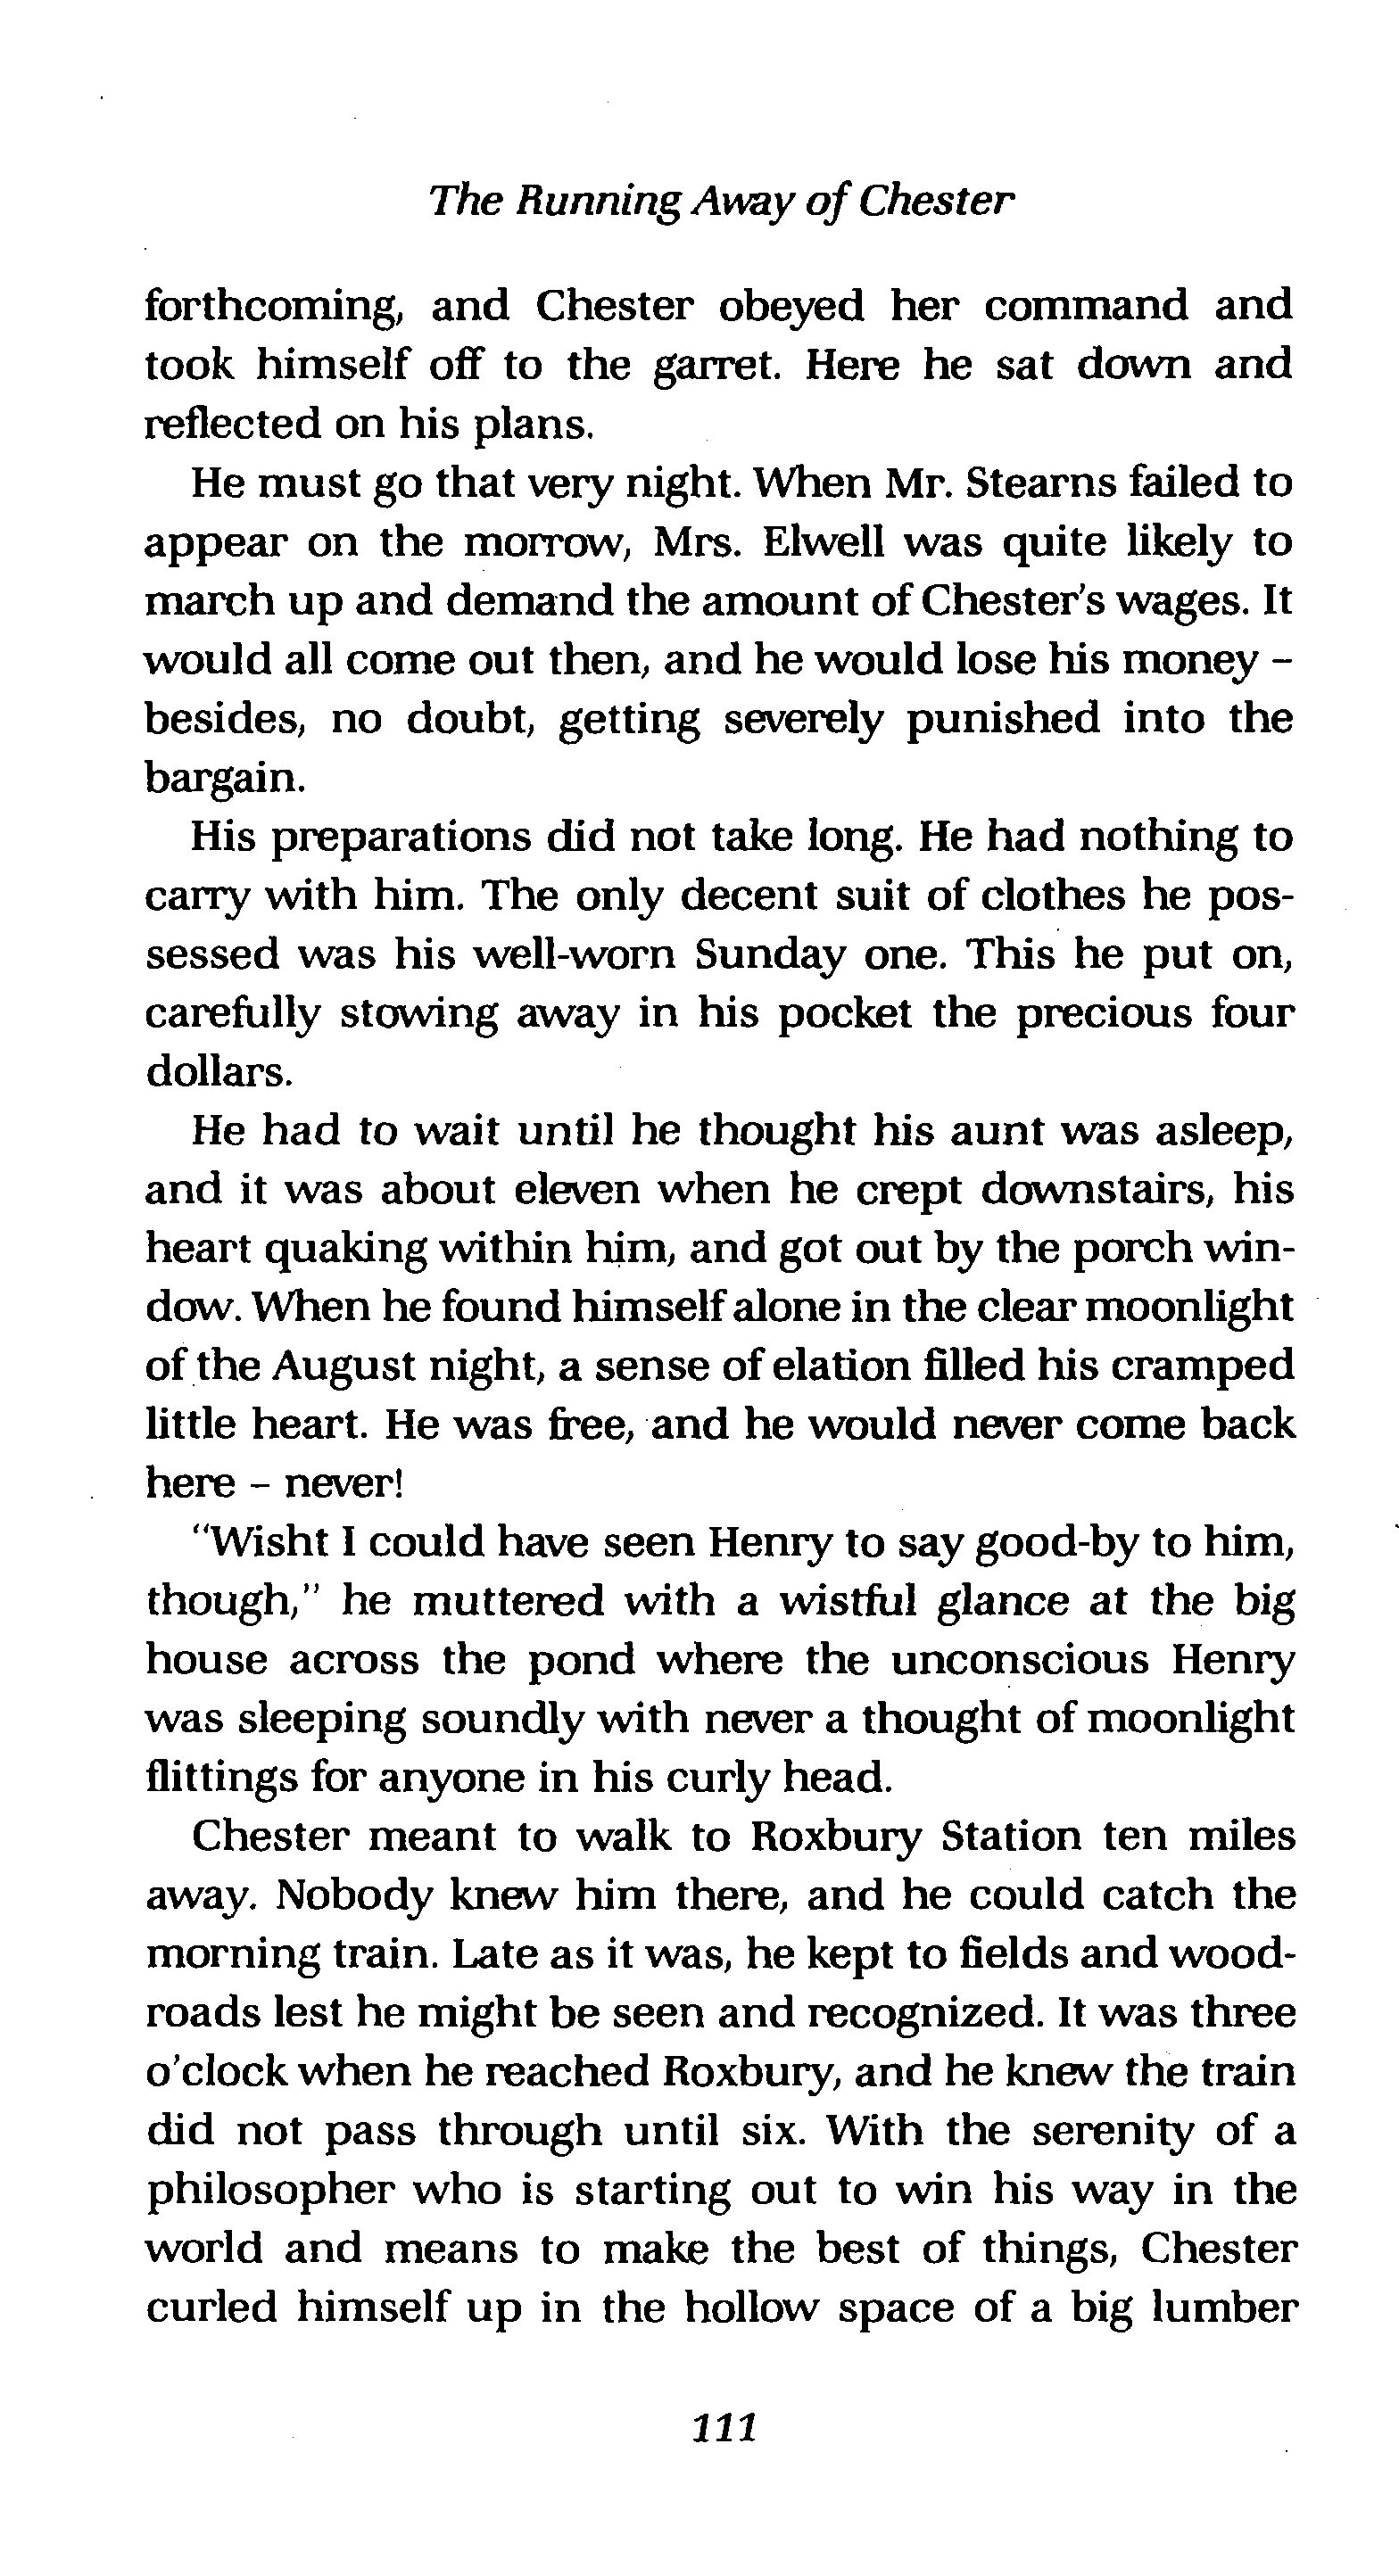 The Running Away of Chester
forthcoming, and Chester obeyed her command and
took himself off to the garret. Here he sat down and
reflected on his plans.
He must go that very night. When Mr. Stearns failed to
appear on the morrow, Mrs. Elwell was quite likely to
march up and demand the amount of Chester's wages. It
would all come out then, and he would lose his money –
besides, no doubt, getting severely punished into the
bargain.
His preparations did not take long. He had nothing to
carry with him. The only decent suit of clothes he pos-
sessed was his well-worn Sunday one. This he put on,
carefully stowing away in his pocket the precious four
dollars.
He had to wait until he thought his aunt was asleep,
and it was about eleven when he crept downstairs, his
heart quaking within him, and got out by the porch win-
dow. When he found himself alone in the clear moonlight
of the August night, a sense of elation filled his cramped
little heart. He was free, and he would never come back
here – never!
"Wisht I could have seen Henry to say good-by to him,
though," he muttered with a wistful glance at the big
house across the pond where the unconscious Henry
was sleeping soundly with never a thought of moonlight
flittings for anyone in his curly head.
Chester meant to walk to Roxbury Station ten miles
away. Nobody knew him there, and he could catch the
morning train. Late as it was, he kept to fields and wood-
roads lest he might be seen and recognized. It was three
o'clock when he reached Roxbury, and he knew the train
did not pass through until six. With the serenity of a
philosopher who is starting out to win his way in the
world and means to make the best of things, Chester
curled himself up in the hollow space of a big lumber
111